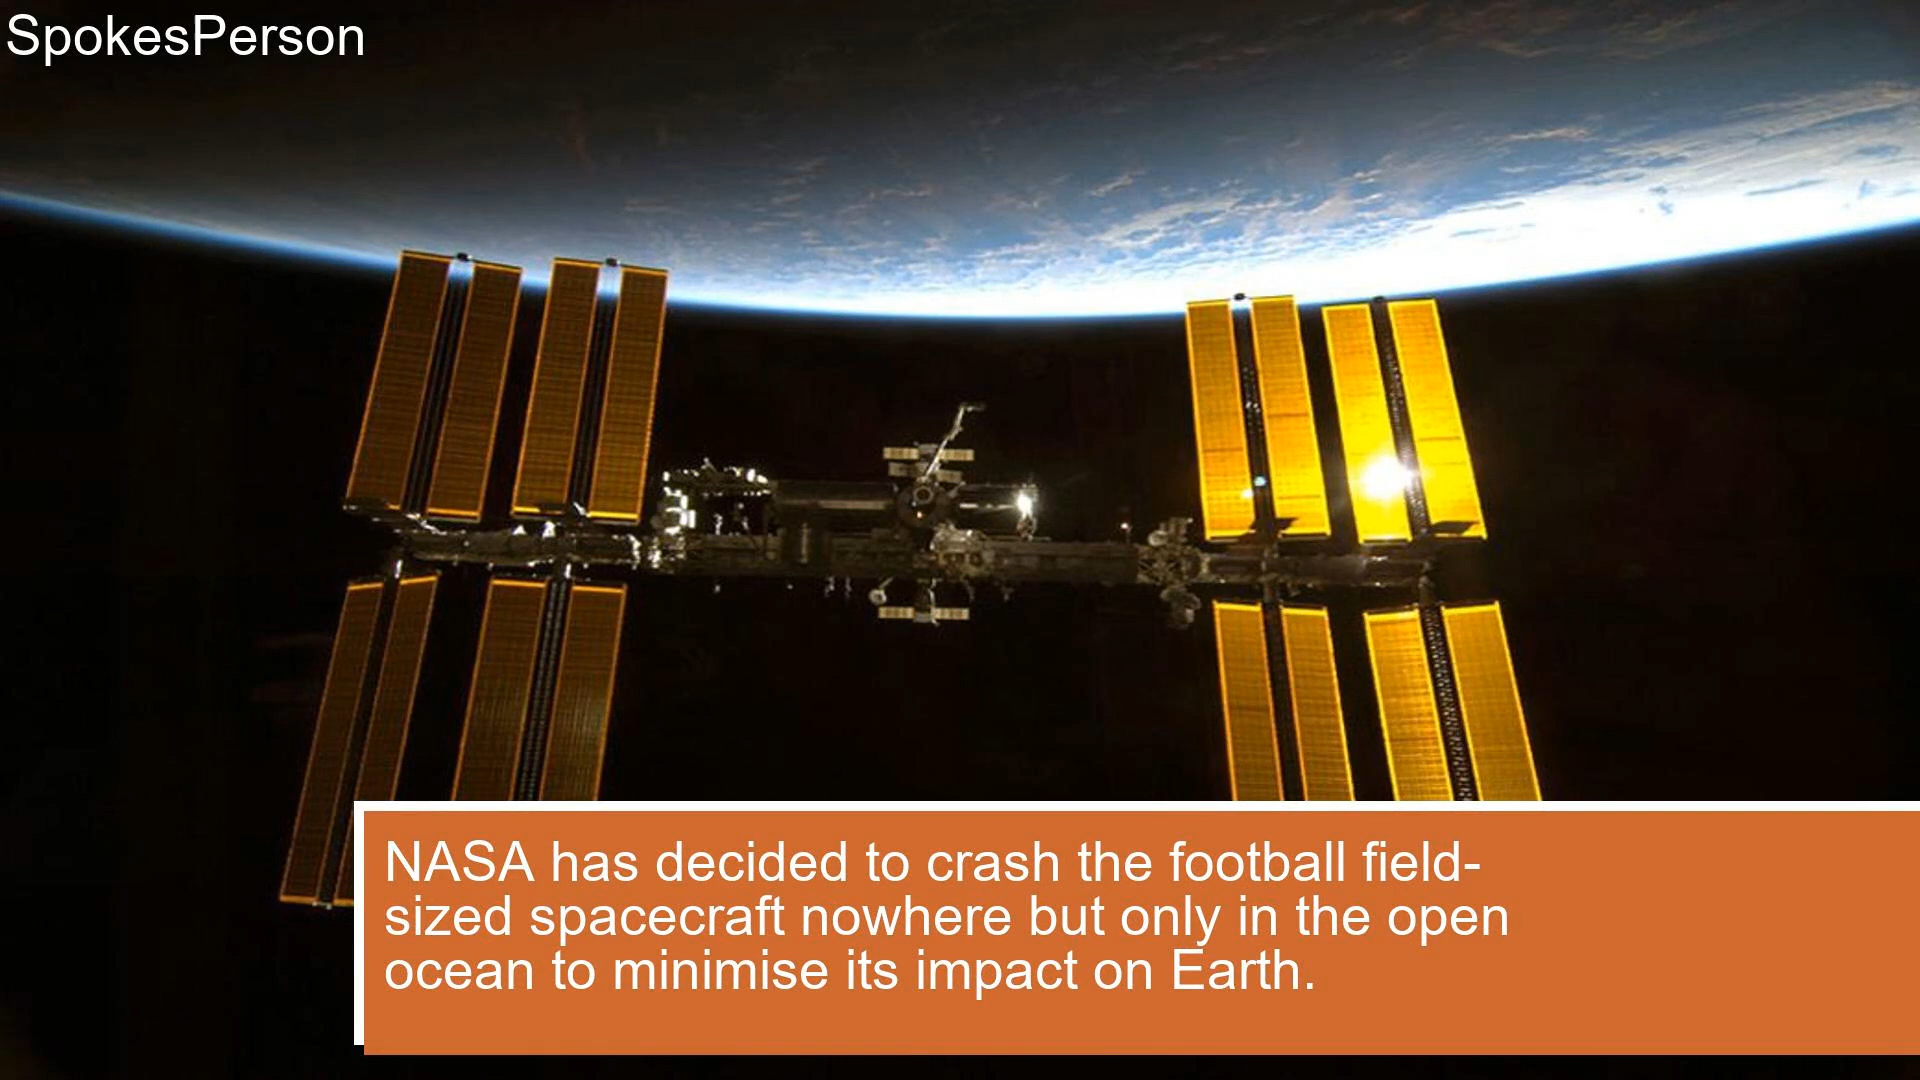 SpokesPerson
NASA has decided to crash the football field-
sized spacecraft nowhere but only in the open
ocean to minimise its impact on Earth.